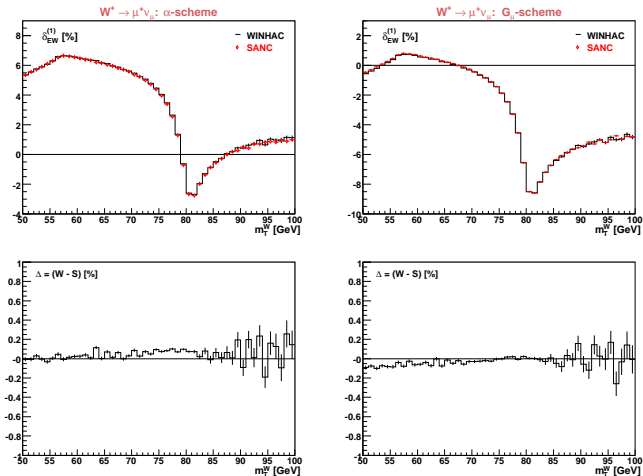 W⁺ → μ⁺ν_μ: α-scheme
δ_EW^(1) [%]
WINHAC
SANC
6
4
2
0
-2
-4
50 55 60 65 70 75 80 85 90 95 100
m_T^W [GeV]
W⁺ → μ⁺ν_μ: G_μ-scheme
δ_EW^(1) [%]
WINHAC
SANC
2
0
-2
-4
-6
-8
-10
50 55 60 65 70 75 80 85 90 95 100
m_T^W [GeV]
Δ = (W - S) [%]
1
0.8
0.6
0.4
0.2
-0
-0.2
-0.4
-0.6
-0.8
-1
50 55 60 65 70 75 80 85 90 95 100
m_T^W [GeV]
Δ = (W - S) [%]
1
0.8
0.6
0.4
0.2
-0
-0.2
-0.4
-0.6
-0.8
-1
50 55 60 65 70 75 80 85 90 95 100
m_T^W [GeV]